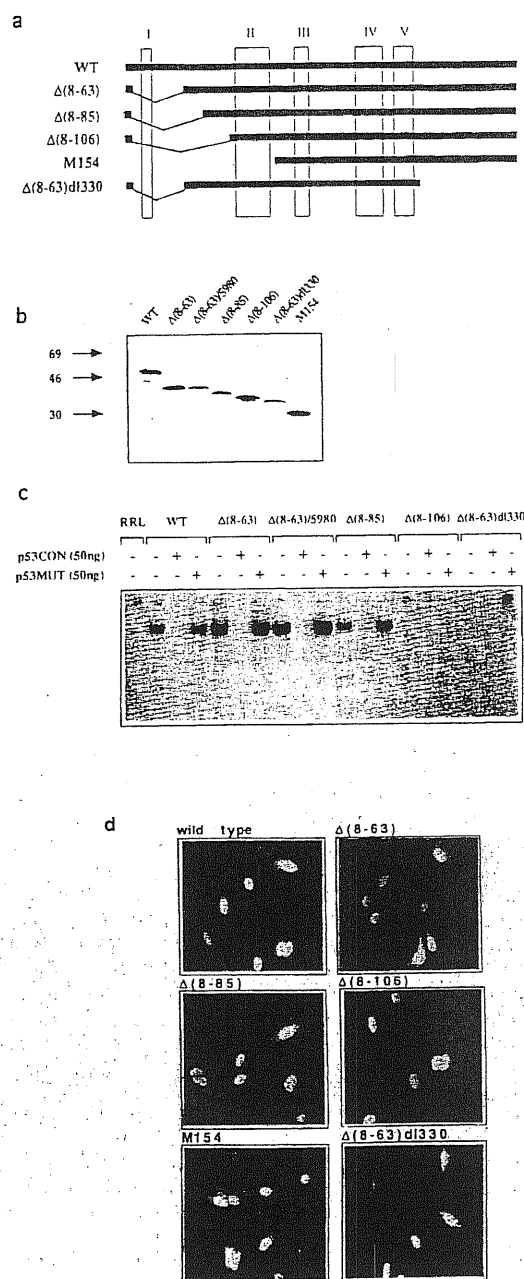 a
I II III IV V
WT
Δ(8-63)
Δ(8-85)
Δ(8-106)
M154
Δ(8-63)dl330
b
WT Δ(8-63) Δ(8-63)/5980 Δ(8-85) Δ(8-106) Δ(8-63)dl330 M154
69
46
30
c
RRL WT Δ(8-63) Δ(8-63)/5980 Δ(8-85) Δ(8-106) Δ(8-63)dl330
p53CON (50ng) - - + - - + - - + - - + - - + - - + -
p53MUT (50ng) - - - + - - + - - + - - + - - + - - +
d
wild type Δ(8-63)
Δ(8-85) Δ(8-106)
M154 Δ(8-63)dl330